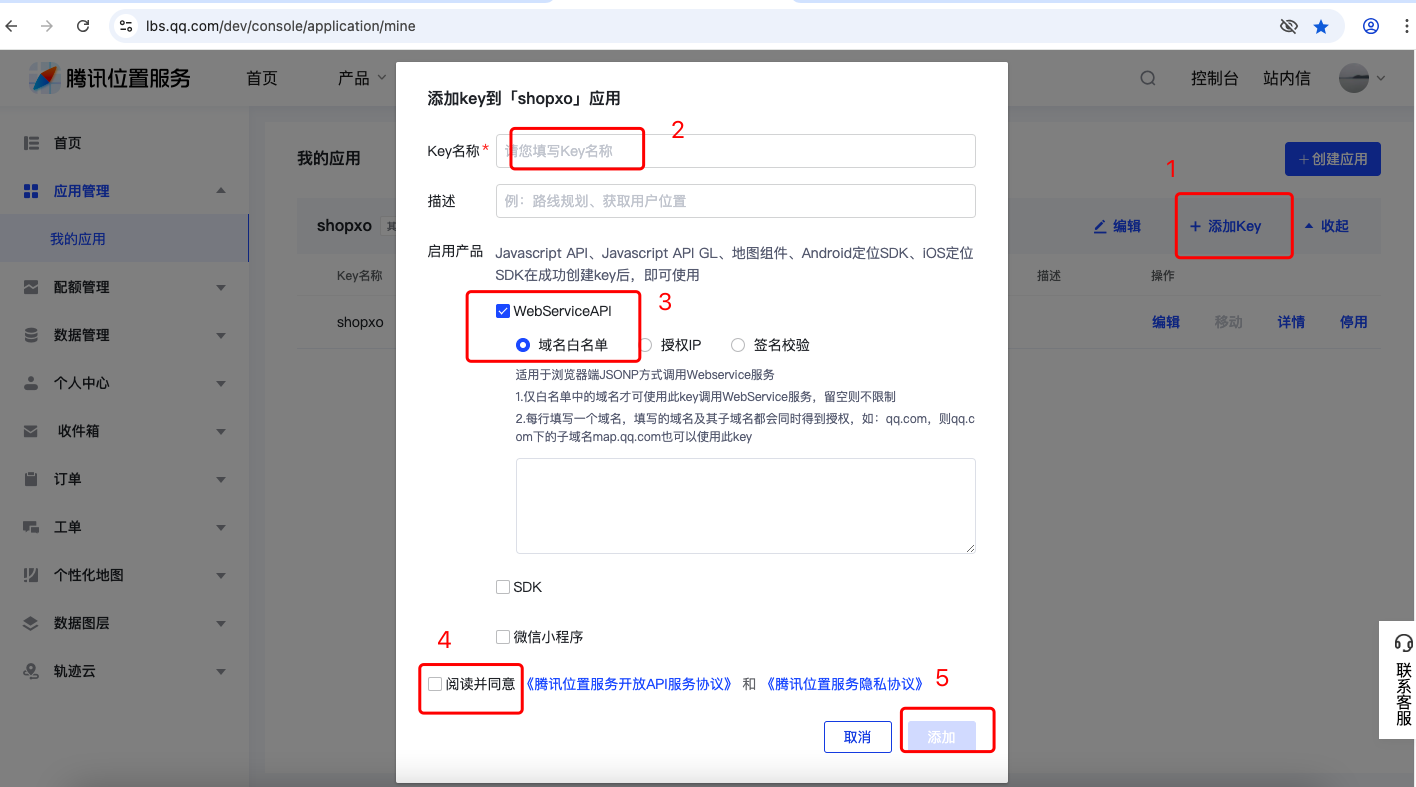 lbs.qq.com/dev/console/application/mine
腾讯位置服务
首页
产品
控制台
站内信
首页
应用管理
我的应用
配额管理
数据管理
个人中心
收件箱
订单
工单
个性化地图
数据图层
轨迹云
我的应用
+ 创建应用
shopxo
编辑
1
+ 添加Key
收起
Key名称
描述
操作
shopxo
编辑
移动
详情
停用
添加key到「shopxo」应用
2
Key名称*
请您填写Key名称
描述
例：路线规划、获取用户位置
启用产品
Javascript API、Javascript API GL、地图组件、Android定位SDK、iOS定位
SDK在成功创建key后，即可使用
3
WebServiceAPI
域名白名单
授权IP
签名校验
适用于浏览器端JSONP方式调用Webservice服务
1.仅白名单中的域名才可使用此key调用WebService服务，留空则不限制
2.每行填写一个域名，填写的域名及其子域名都会同时得到授权，如：qq.com，则qq.c
om下的子域名map.qq.com也可以使用此key
SDK
微信小程序
4
阅读并同意《腾讯位置服务开放API服务协议》 和 《腾讯位置服务隐私协议》
5
取消
添加
联系客服